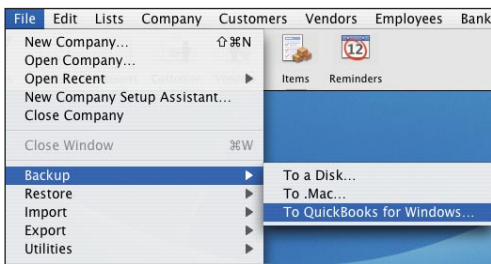 File Edit Lists Company Customers Vendors Employees Bank
New Company... ⇧⌘N
Open Company...
Open Recent
New Company Setup Assistant...
Close Company
Close Window ⌘W
Backup
Restore
Import
Export
Utilities
12
Items Reminders
To a Disk...
To .Mac...
To QuickBooks for Windows...